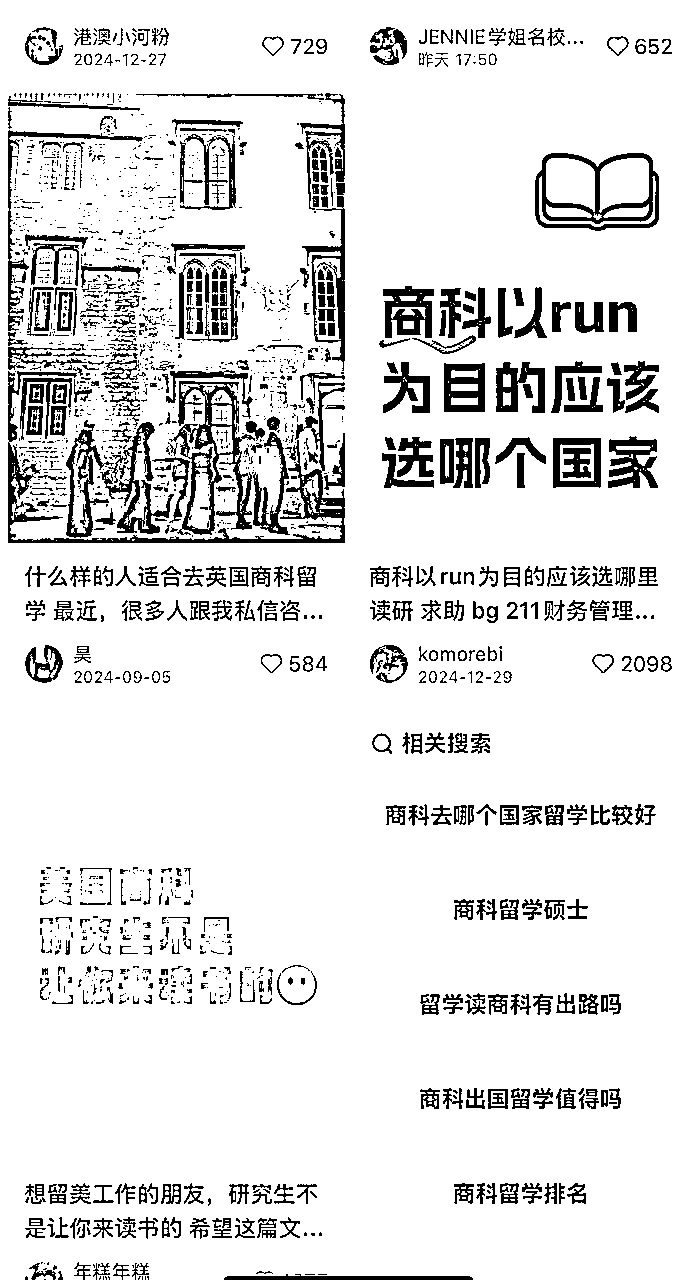 港澳小河粉
2024-12-27
729
JENNIE学姐名校...
昨天 17:50
652
商科以run
为目的应该
选哪个国家
什么样的人适合去英国商科留
学 最近，很多人跟我私信咨...
昊
2024-09-05
584
商科以run为目的应该选哪里
读研 求助 bg 211财务管理...
komorebi
2024-12-29
2098
美国商科
研究生不是
让你来读书的
想留美工作的朋友，研究生不
是让你来读书的 希望这篇文...
年糕年糕
相关搜索
商科去哪个国家留学比较好
商科留学硕士
留学读商科有出路吗
商科出国留学值得吗
商科留学排名